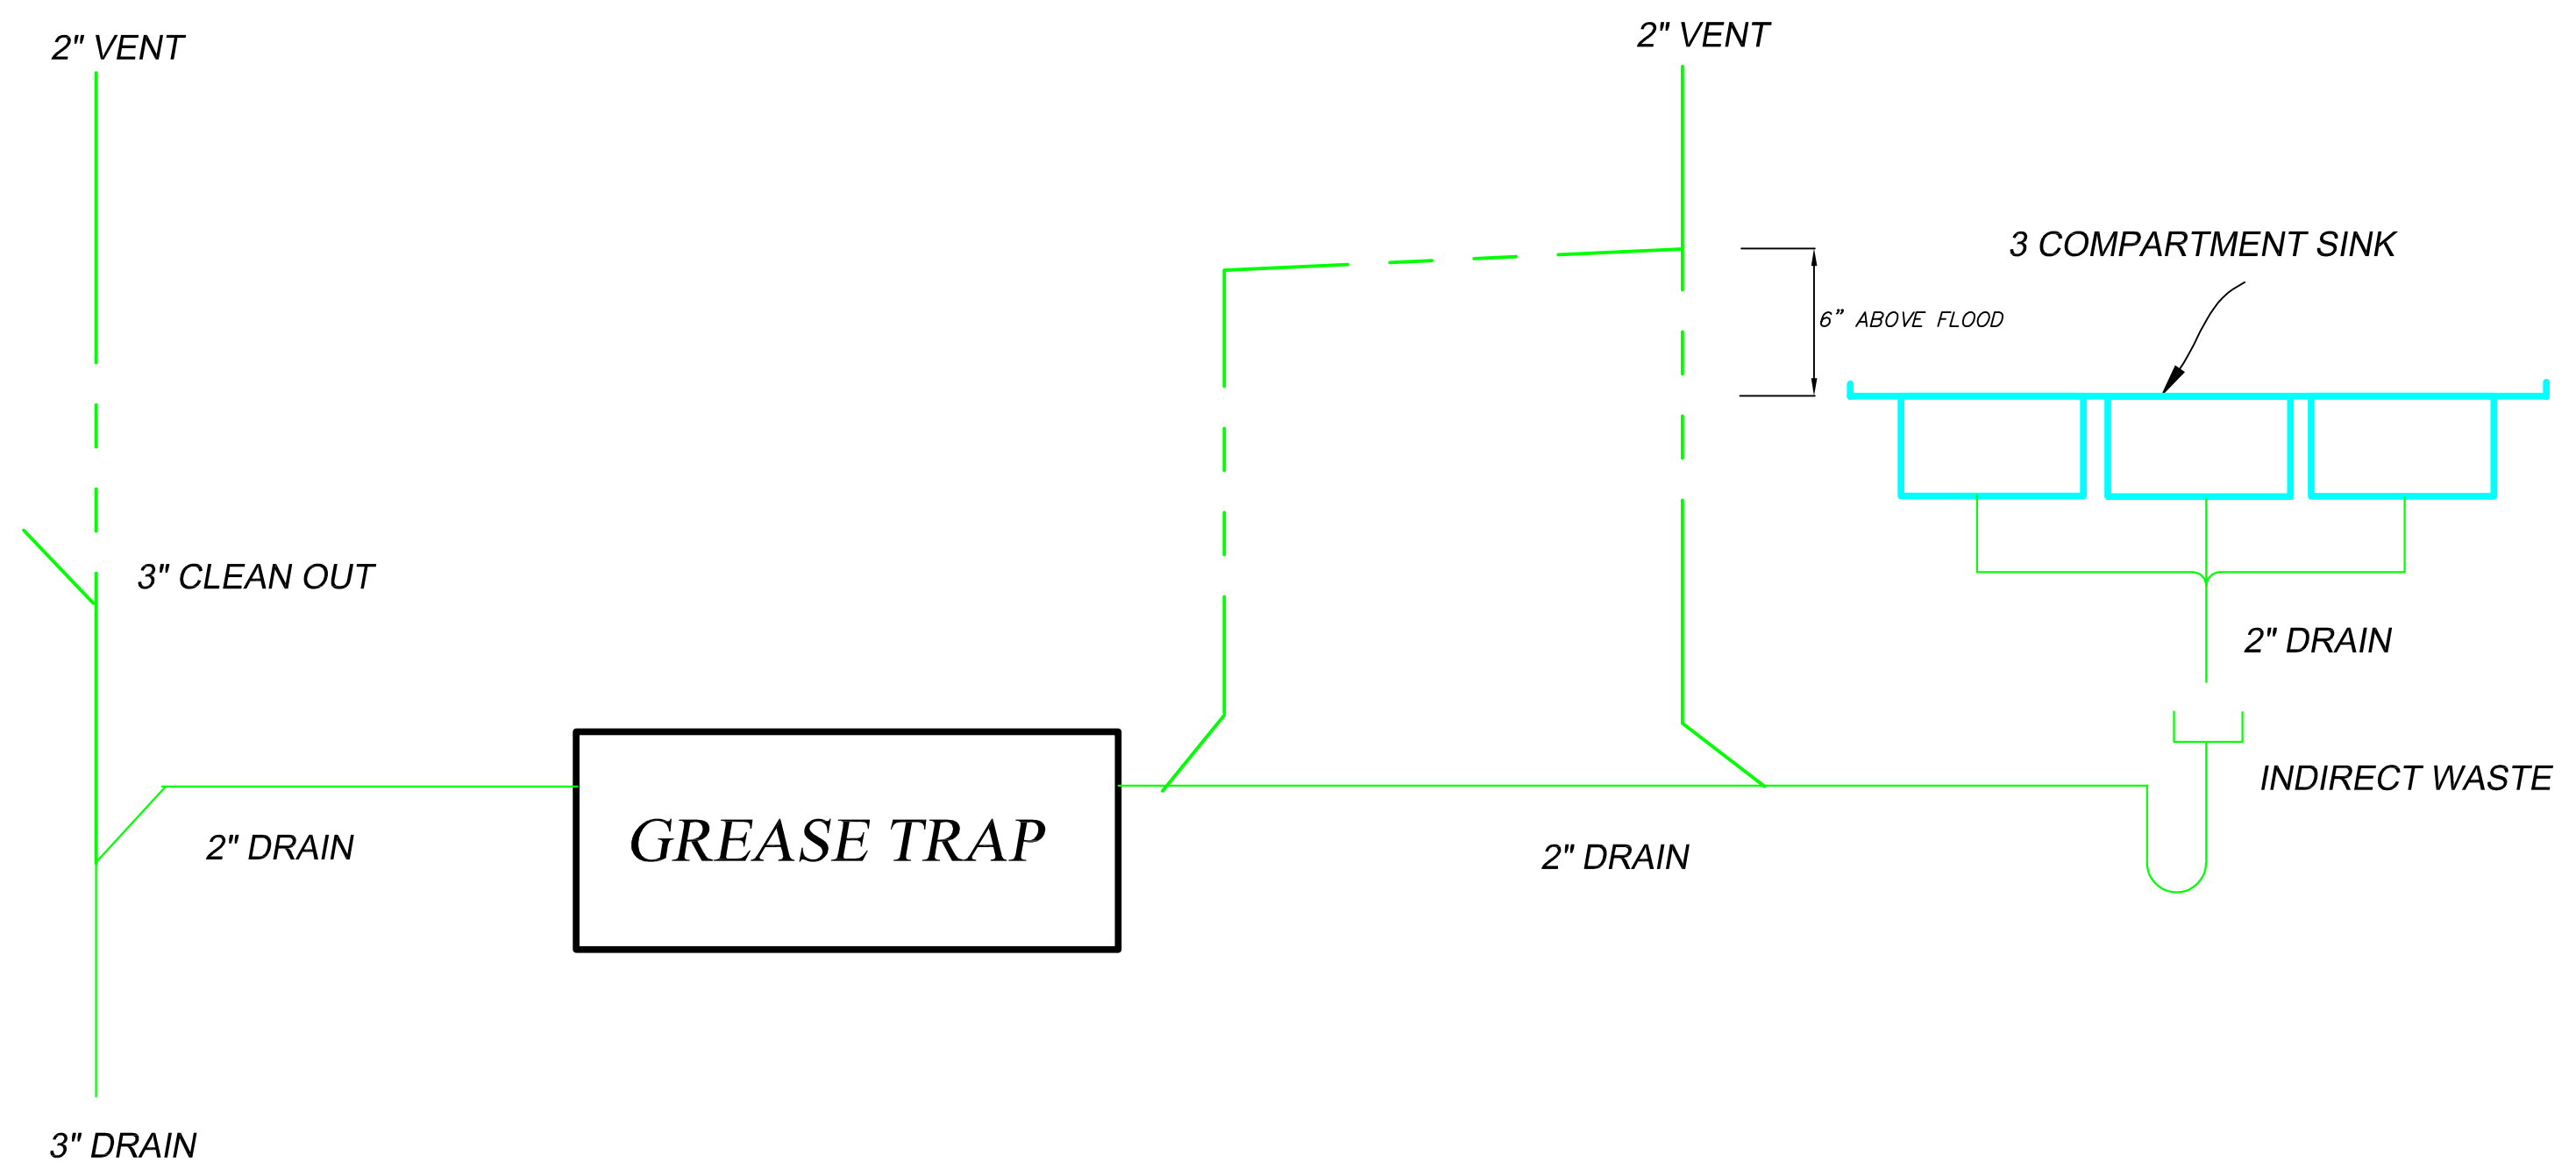 2" VENT
2" VENT
3 COMPARTMENT SINK
6” ABOVE FLOOD
3" CLEAN OUT
2" DRAIN
INDIRECT WASTE
GREASE TRAP
2" DRAIN
2" DRAIN
3" DRAIN